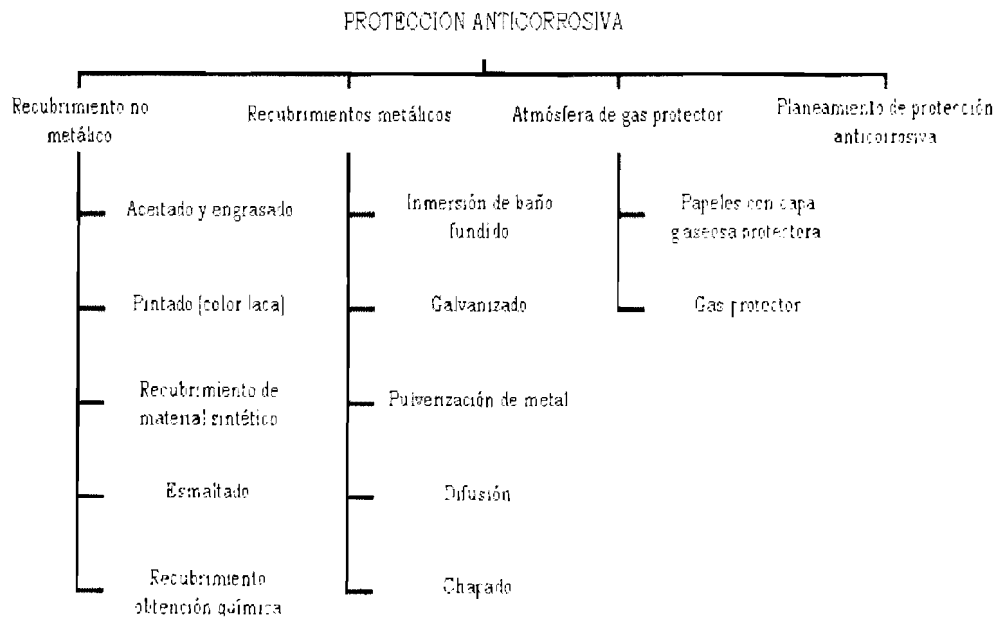 PROTECCION ANTICORROSIVA
Recubrimiento no
metálico
Recubrimientos metálicos
Atmósfera de gas protector
Planeamiento de protección
anticorrosiva
Aceitado y engrasado
Inmersión de baño
fundido
Papeles con capa
gaseosa protectora
Pintado (color laca)
Galvanizado
Gas protector
Recubrimiento de
material sintético
Pulverización de metal
Esmaltado
Difusión
Recubrimiento
obtención química
Chapado